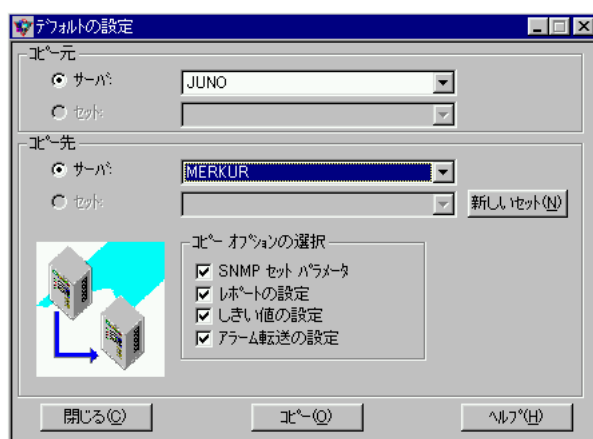 ﾃﾞﾌｫﾙﾄの設定
ｺﾋﾟｰ元
ｻｰﾊﾞ:
JUNO
ｾｯﾄ:
ｺﾋﾟｰ先
ｻｰﾊﾞ:
MERKUR
ｾｯﾄ:
新しいｾｯﾄ(N)
ｺﾋﾟｰ ｵﾌﾟｼｮﾝの選択
SNMP ｾｯﾄ ﾊﾟﾗﾒｰﾀ
ﾚﾎﾟｰﾄの設定
しきい値の設定
ｱﾗｰﾑ転送の設定
閉じる(C)
ｺﾋﾟｰ(O)
ﾍﾙﾌﾟ(H)